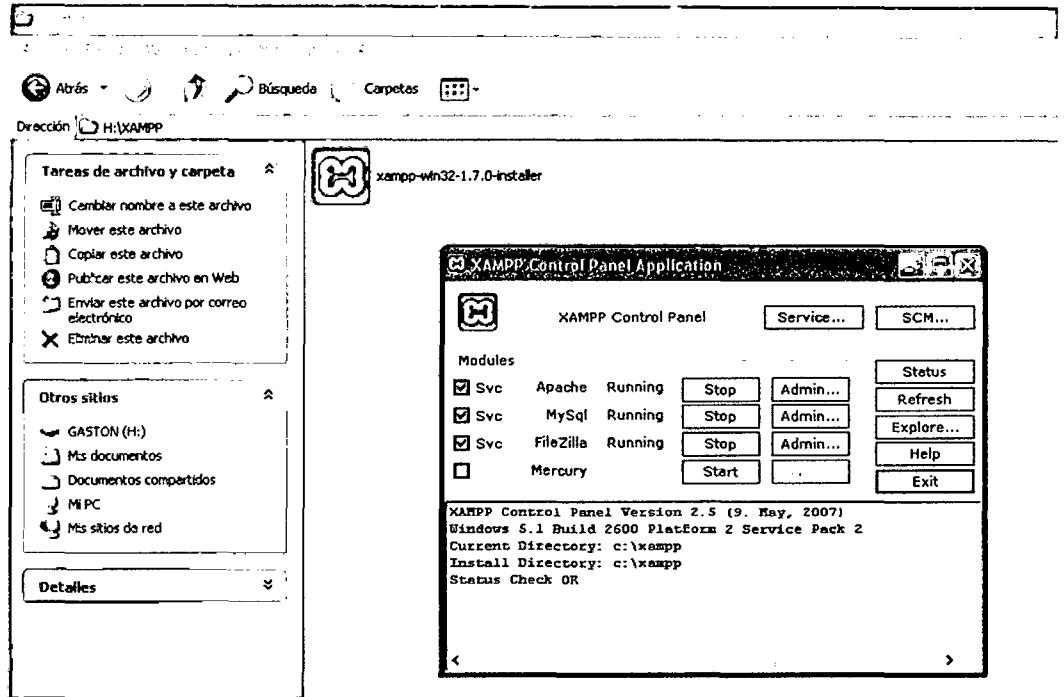 Atrás
Búsqueda
Carpetas
Dirección H:\XAMPP
Tareas de archivo y carpeta
Cambiar nombre a este archivo
Mover este archivo
Copiar este archivo
Publicar este archivo en Web
Enviar este archivo por correo
electrónico
Eliminar este archivo
Otros sitios
GASTON (H:)
Mis documentos
Documentos compartidos
Mi PC
Mis sitios de red
Detalles
xampp-win32-1.7.0-installer
XAMPP Control Panel Application
XAMPP Control Panel Service... SCM...
Modules
Svc Apache Running Stop Admin...
Svc MySql Running Stop Admin...
Svc FileZilla Running Stop Admin...
Mercury Start
Status
Refresh
Explore...
Help
Exit
XAMPP Control Panel Version 2.5 (9. May, 2007)
Windows 5.1 Build 2600 Platform 2 Service Pack 2
Current Directory: c:\xampp
Install Directory: c:\xampp
Status Check OK